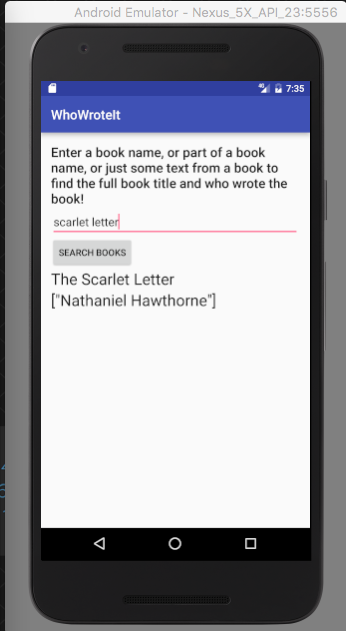 Android Emulator - Nexus_5X_API_23:5556
4G 7:35
WhoWroteIt
Enter a book name, or part of a book
name, or just some text from a book to
find the full book title and who wrote the
book!
scarlet letter
SEARCH BOOKS
The Scarlet Letter
["Nathaniel Hawthorne"]